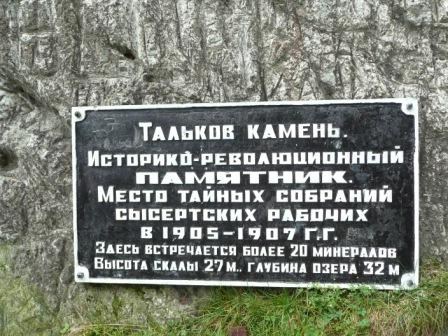 Тальков камень.
Историко-революционный
памятник.
Место тайных собраний
сысертских рабочих
в 1905-1907 г.г.
Здесь встречается более 20 минералов
Высота скалы 27 м. глубина озера 32 м